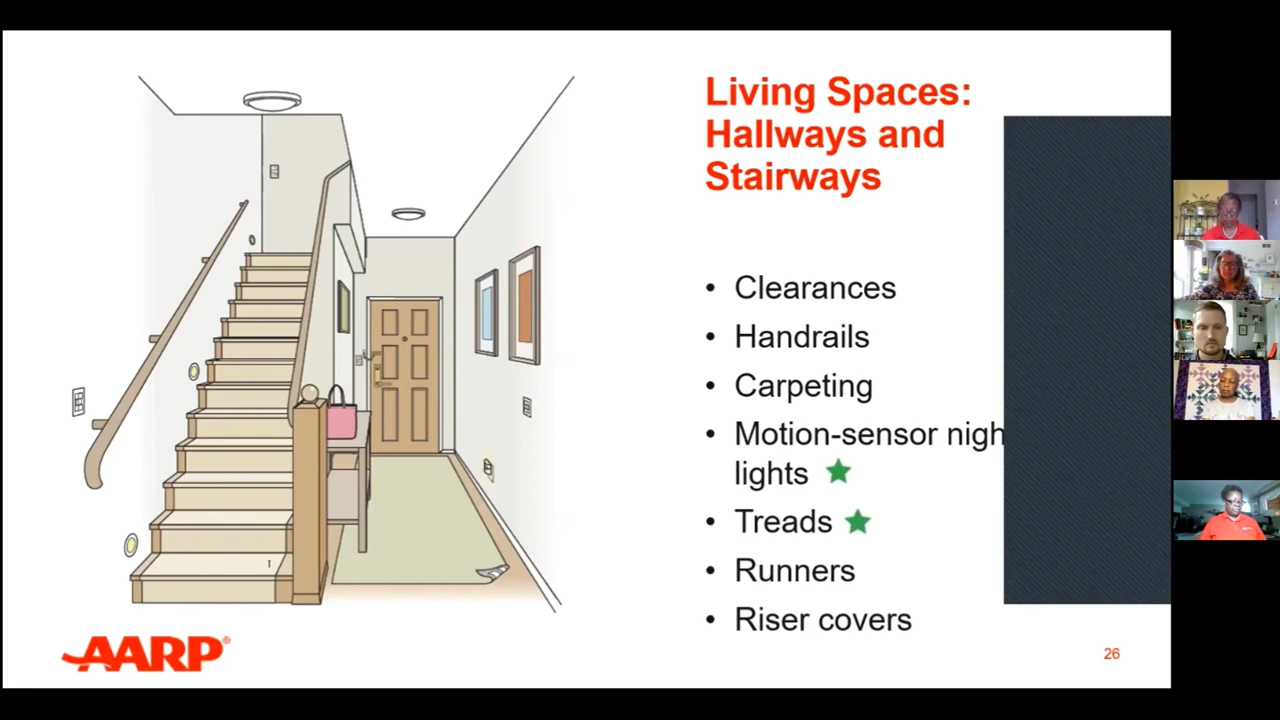 Living Spaces:
Hallways and
Stairways
• Clearances
• Handrails
• Carpeting
• Motion-sensor nigh
lights
• Treads
• Runners
• Riser covers
AARP®
26